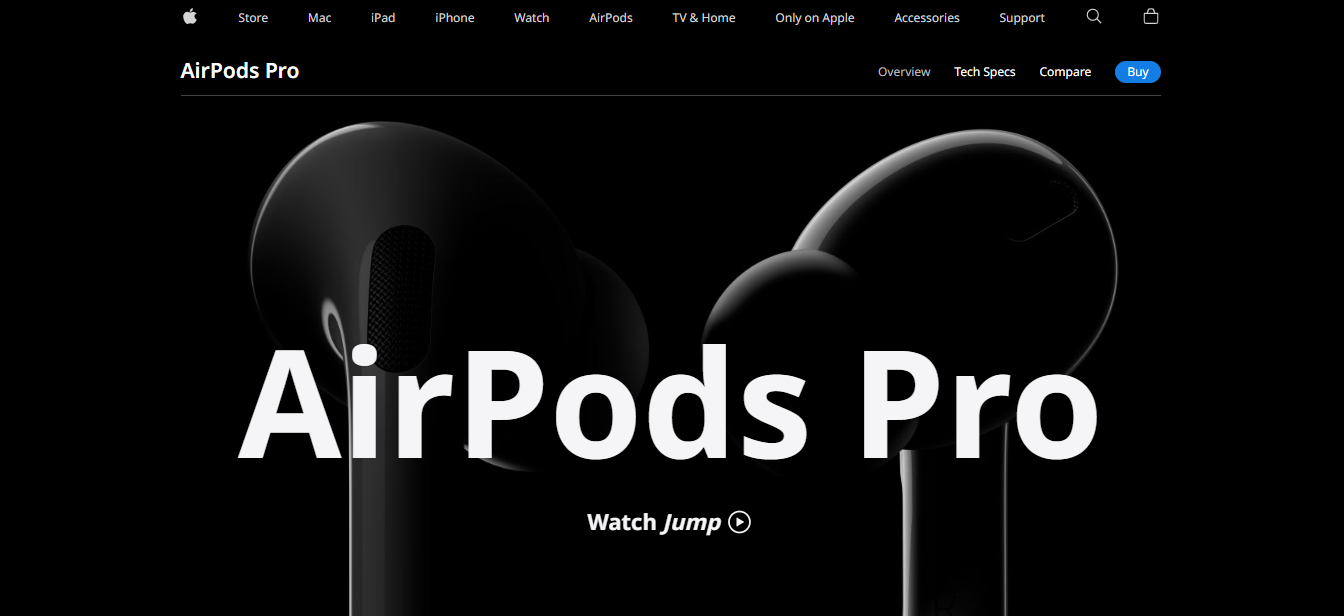 Store Mac iPad iPhone Watch AirPods TV & Home Only on Apple Accessories Support
AirPods Pro Overview Tech Specs Compare Buy
AirPods Pro
Watch Jump